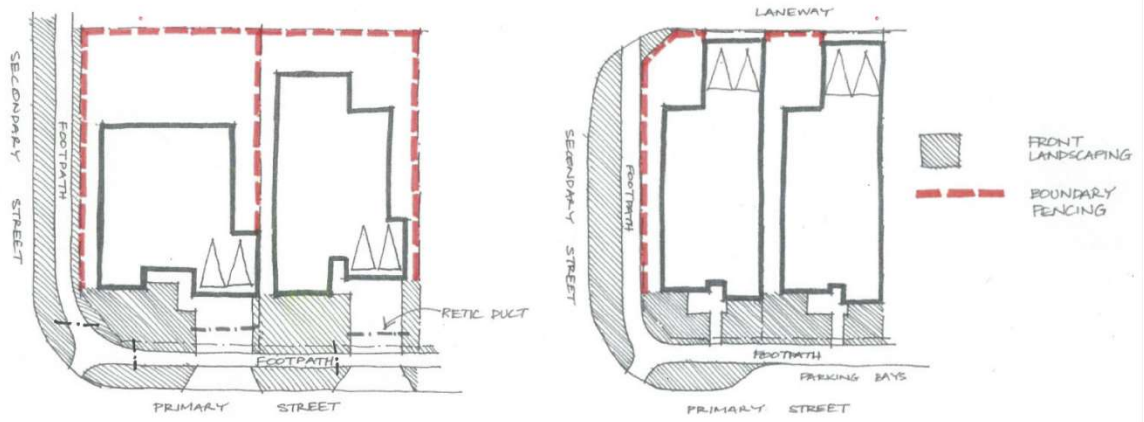 SECONDARY STREET
FOOTPATH
RETIC DUCT
FOOTPATH
PRIMARY STREET
LANEWAY
SECONDARY STREET
FOOTPATH
FOOTPATH
PARKING BAYS
PRIMARY STREET
FRONT
LANDSCAPING
BOUNDARY
FENCING